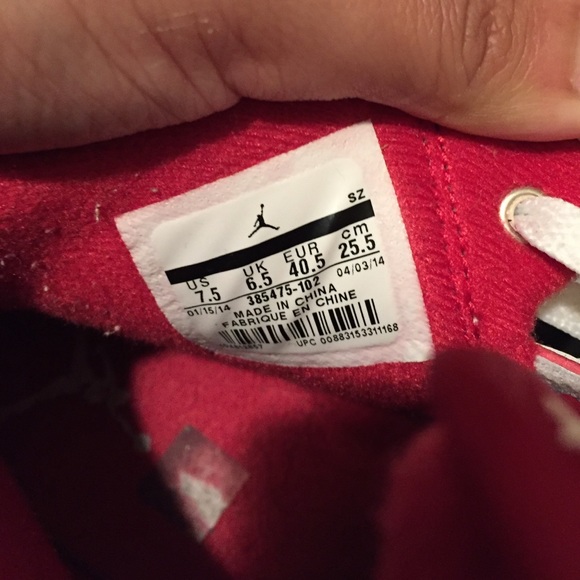 SZ
US UK EUR cm
7.5 6.5 40.5 25.5
01/15/14 385475-102 04/03/14
MADE IN CHINA
FABRIQUE EN CHINE
UPC 00883153311168